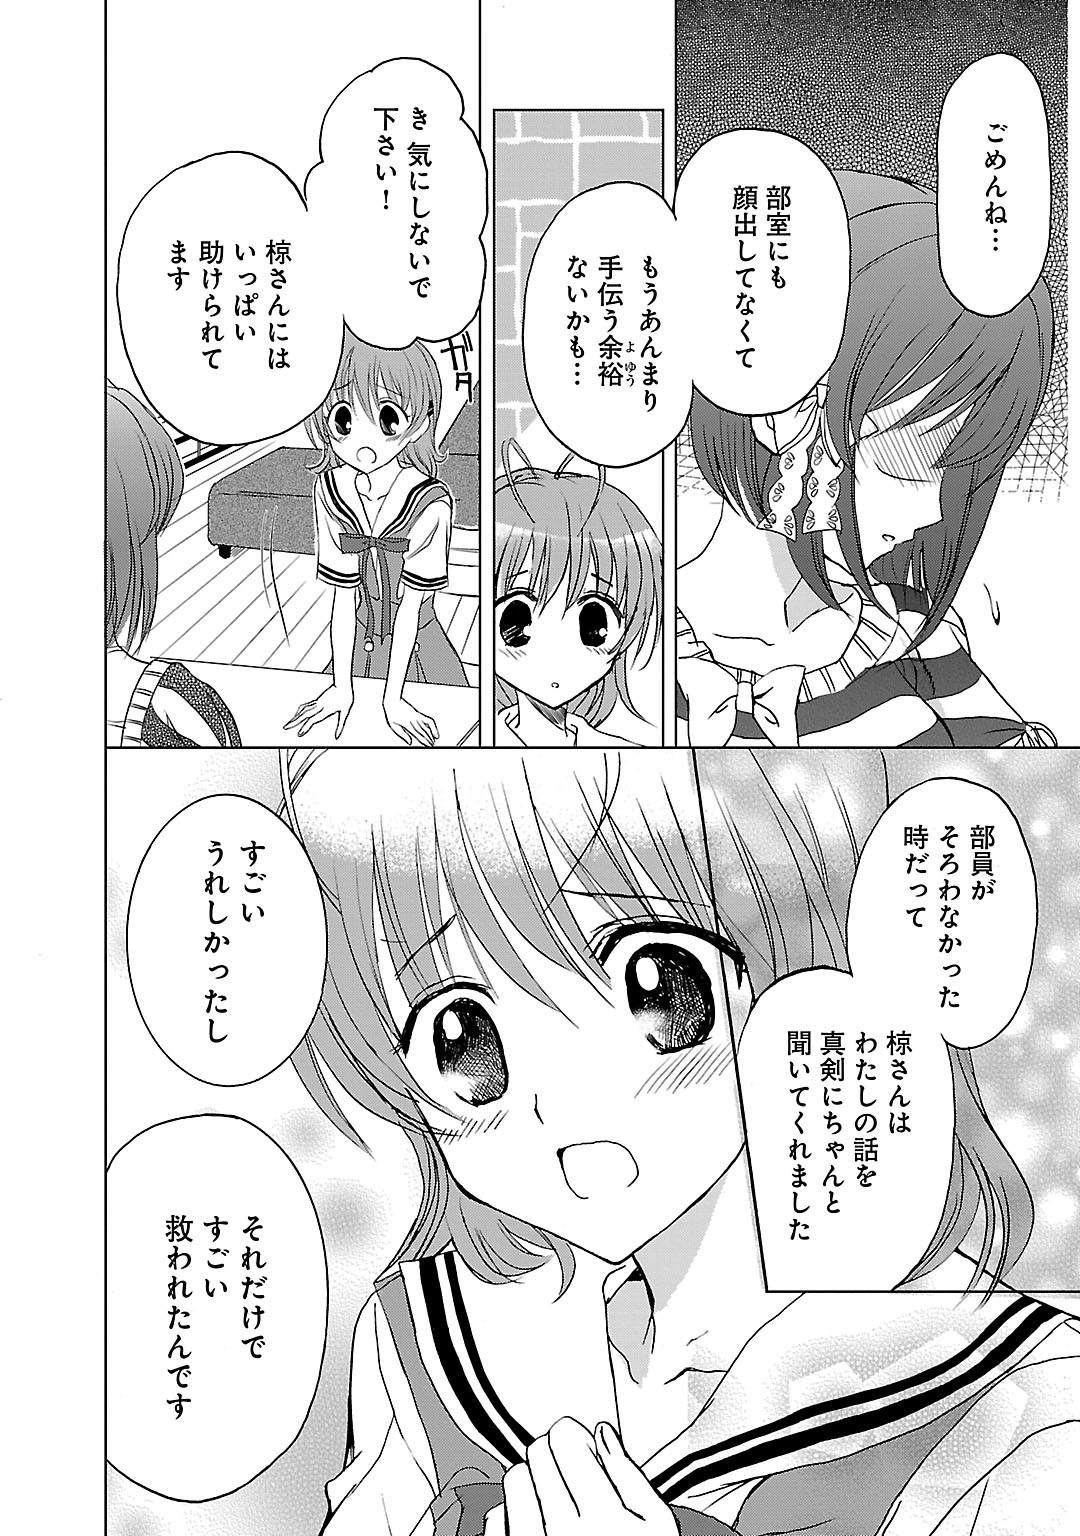 ごめんね…
部室にも
顔出してなくて
もうあんまり
手伝う余裕
よゆう
ないかも…
き 気にしないで
下さい！
椋さんには
いっぱい
助けられて
ます
ガタ
部員が
そろわなかった
時だって
椋さんは
わたしの話を
真剣にちゃんと
聞いてくれました
すごい
うれしかったし
それだけで
すごい
救われたんです